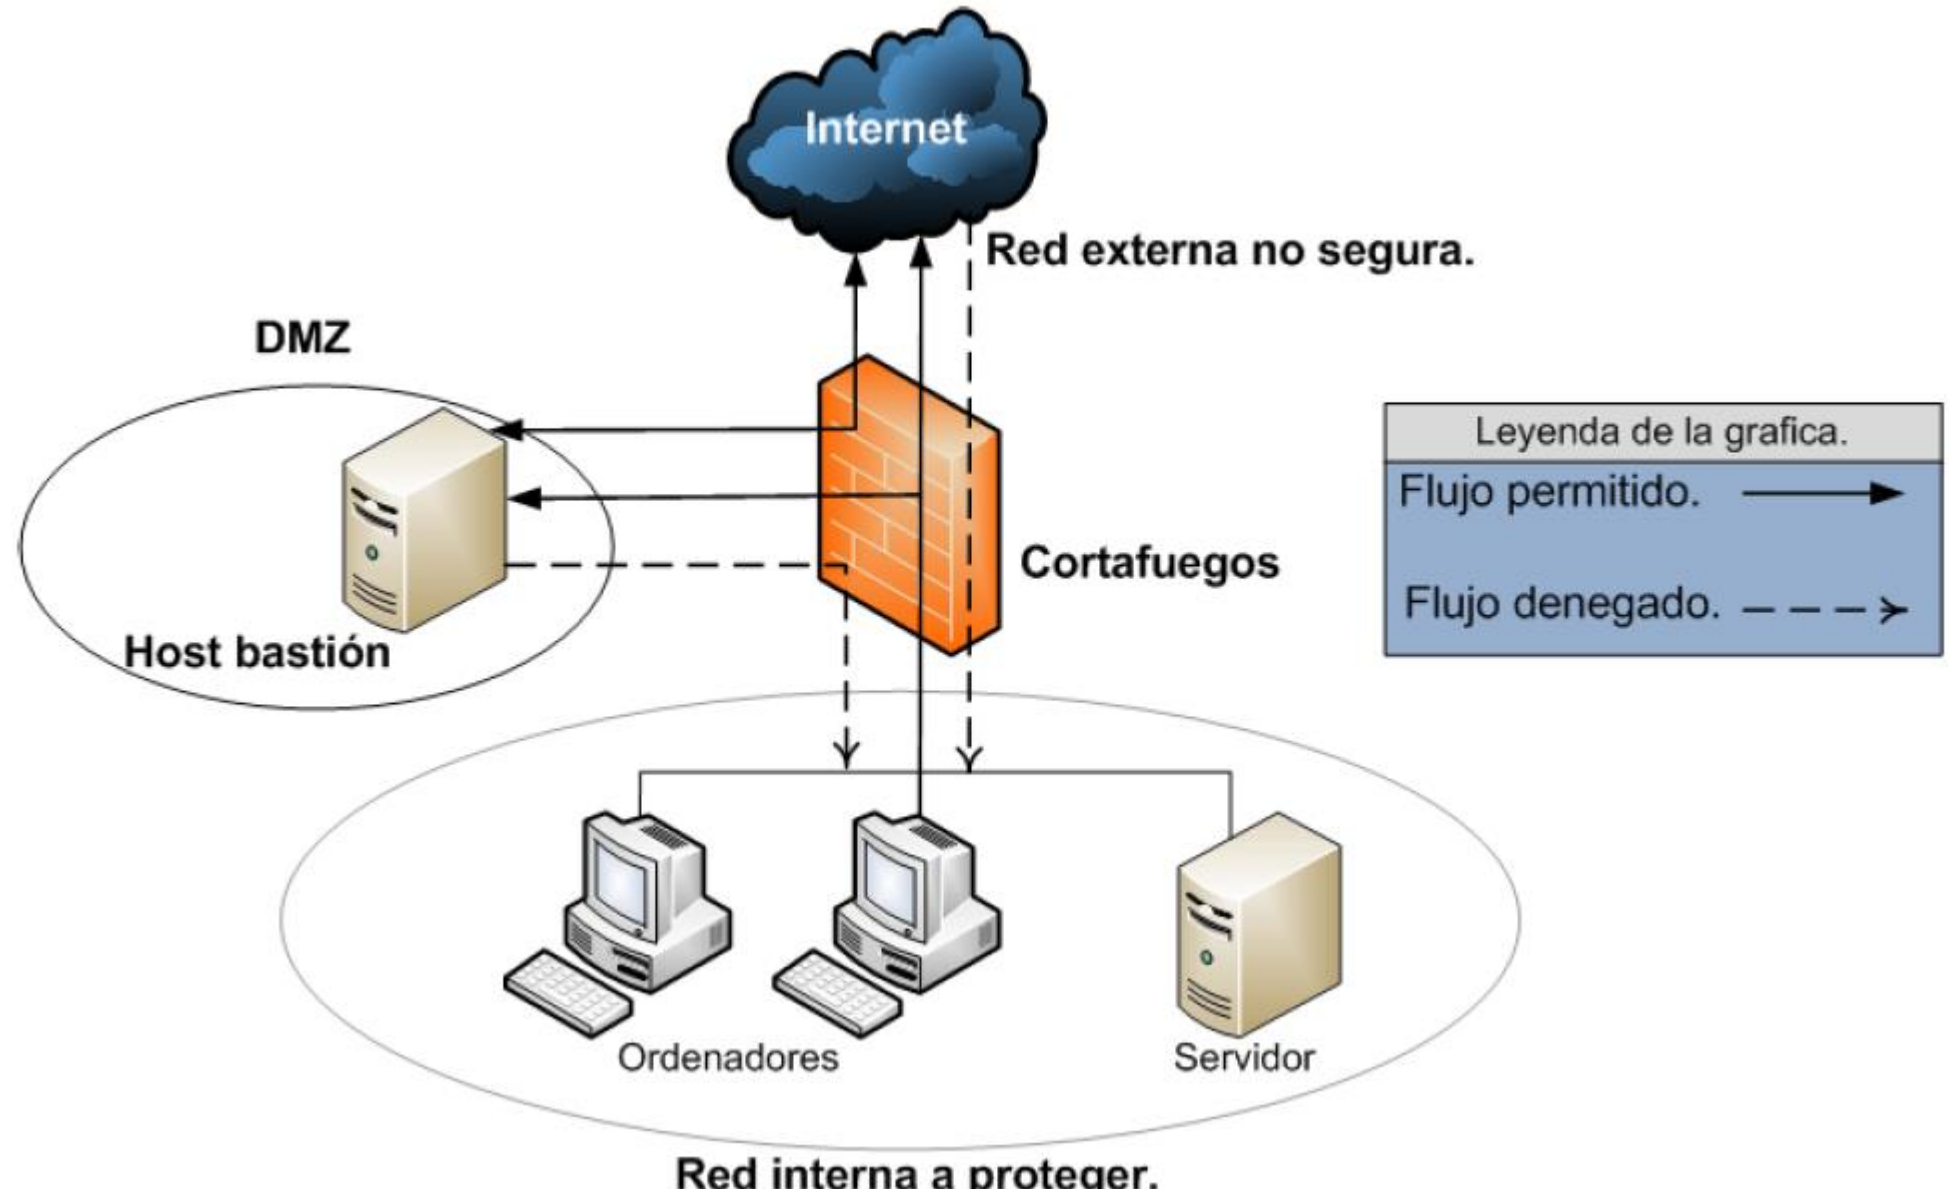 Internet
Red externa no segura.
DMZ
Leyenda de la grafica.
Flujo permitido.
Cortafuegos
Flujo denegado.
Host bastión
Ordenadores
Servidor
Red interna a proteger.